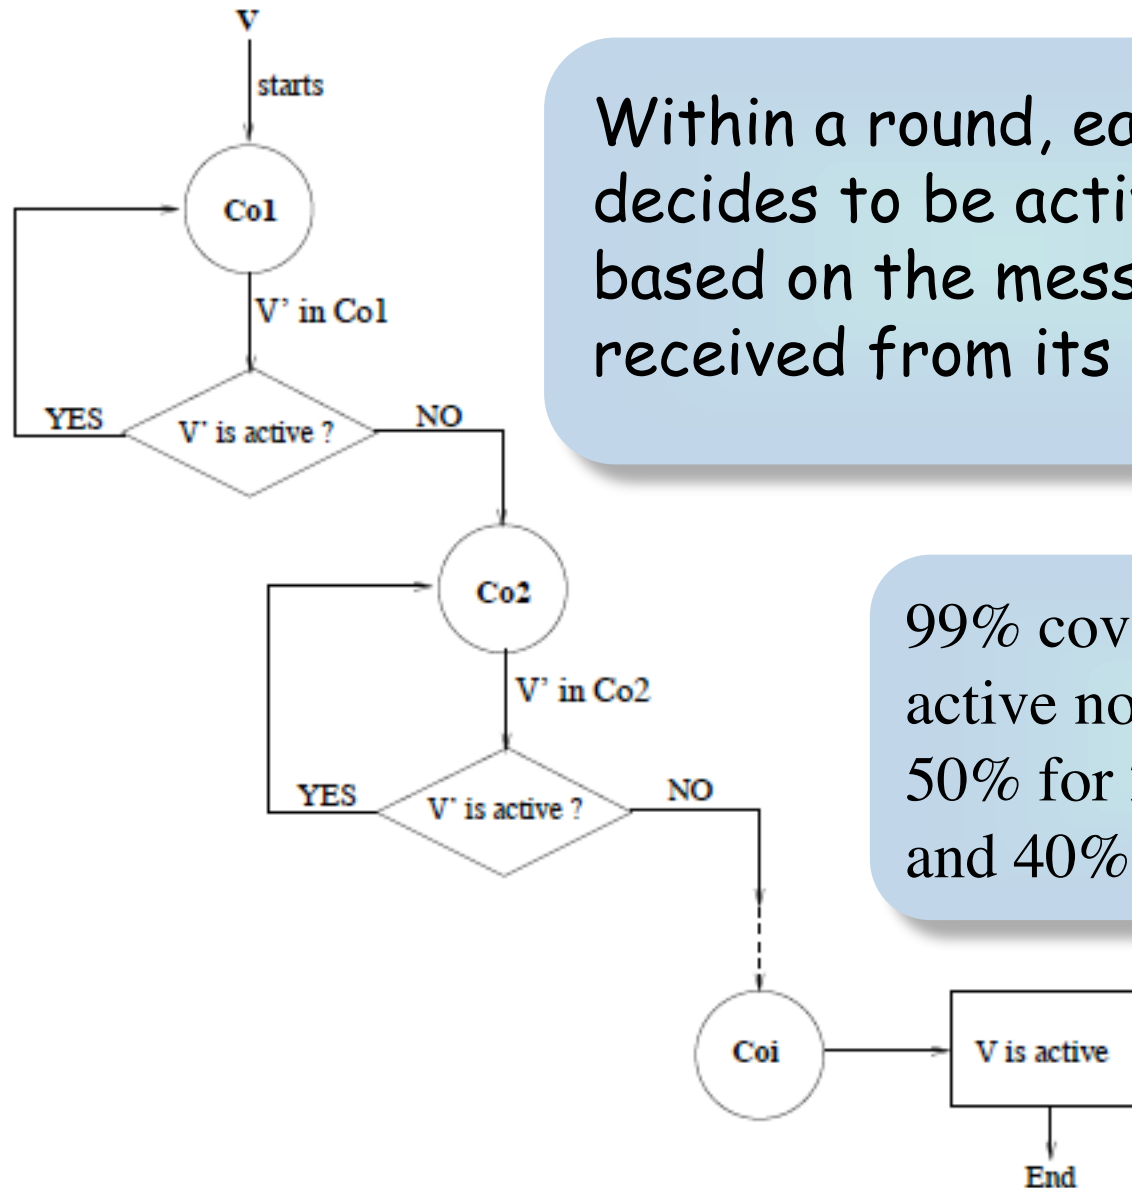 V
starts
Co1
V' in Co1
YES
V' is active ?
NO
Within a round, ea
decides to be acti
based on the mess
received from its
Co2
V' in Co2
YES
V' is active ?
NO
99% cov
active no
50% for
and 40%
Coi
V is active
End